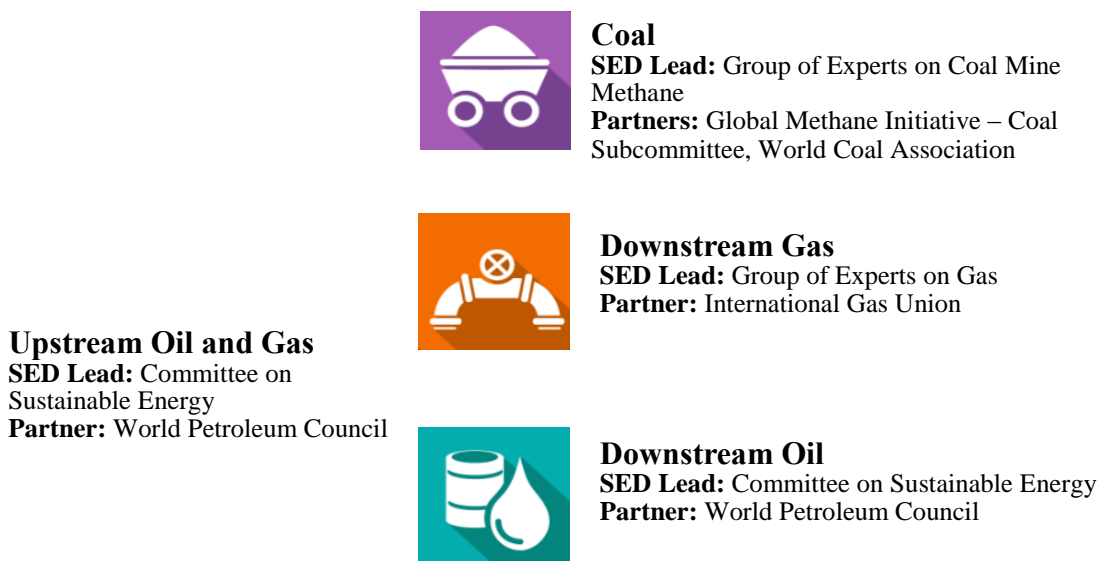 Coal
SED Lead: Group of Experts on Coal Mine
Methane
Partners: Global Methane Initiative – Coal
Subcommittee, World Coal Association
Downstream Gas
SED Lead: Group of Experts on Gas
Partner: International Gas Union
Upstream Oil and Gas
SED Lead: Committee on
Sustainable Energy
Partner: World Petroleum Council
Downstream Oil
SED Lead: Committee on Sustainable Energy
Partner: World Petroleum Council